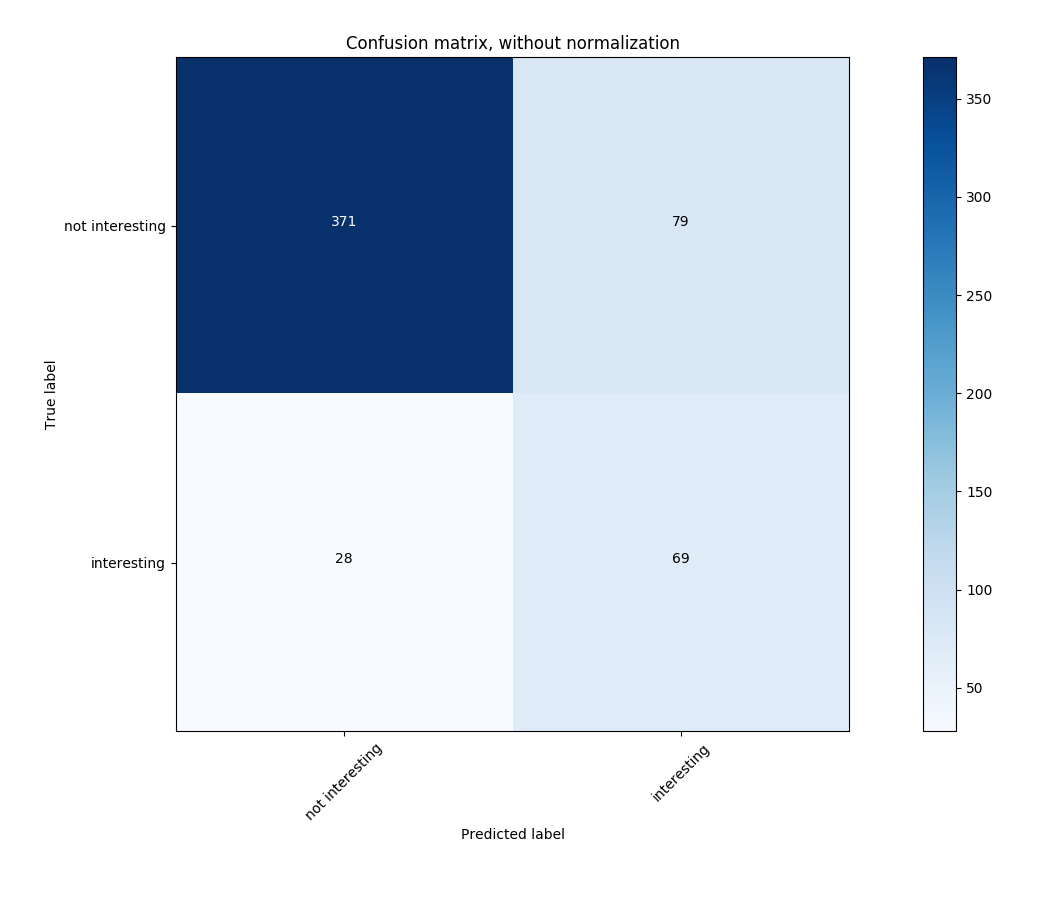 Confusion matrix, without normalization
not interesting
371
79
interesting
28
69
True label
not interesting
interesting
Predicted label
350
300
250
200
150
100
50